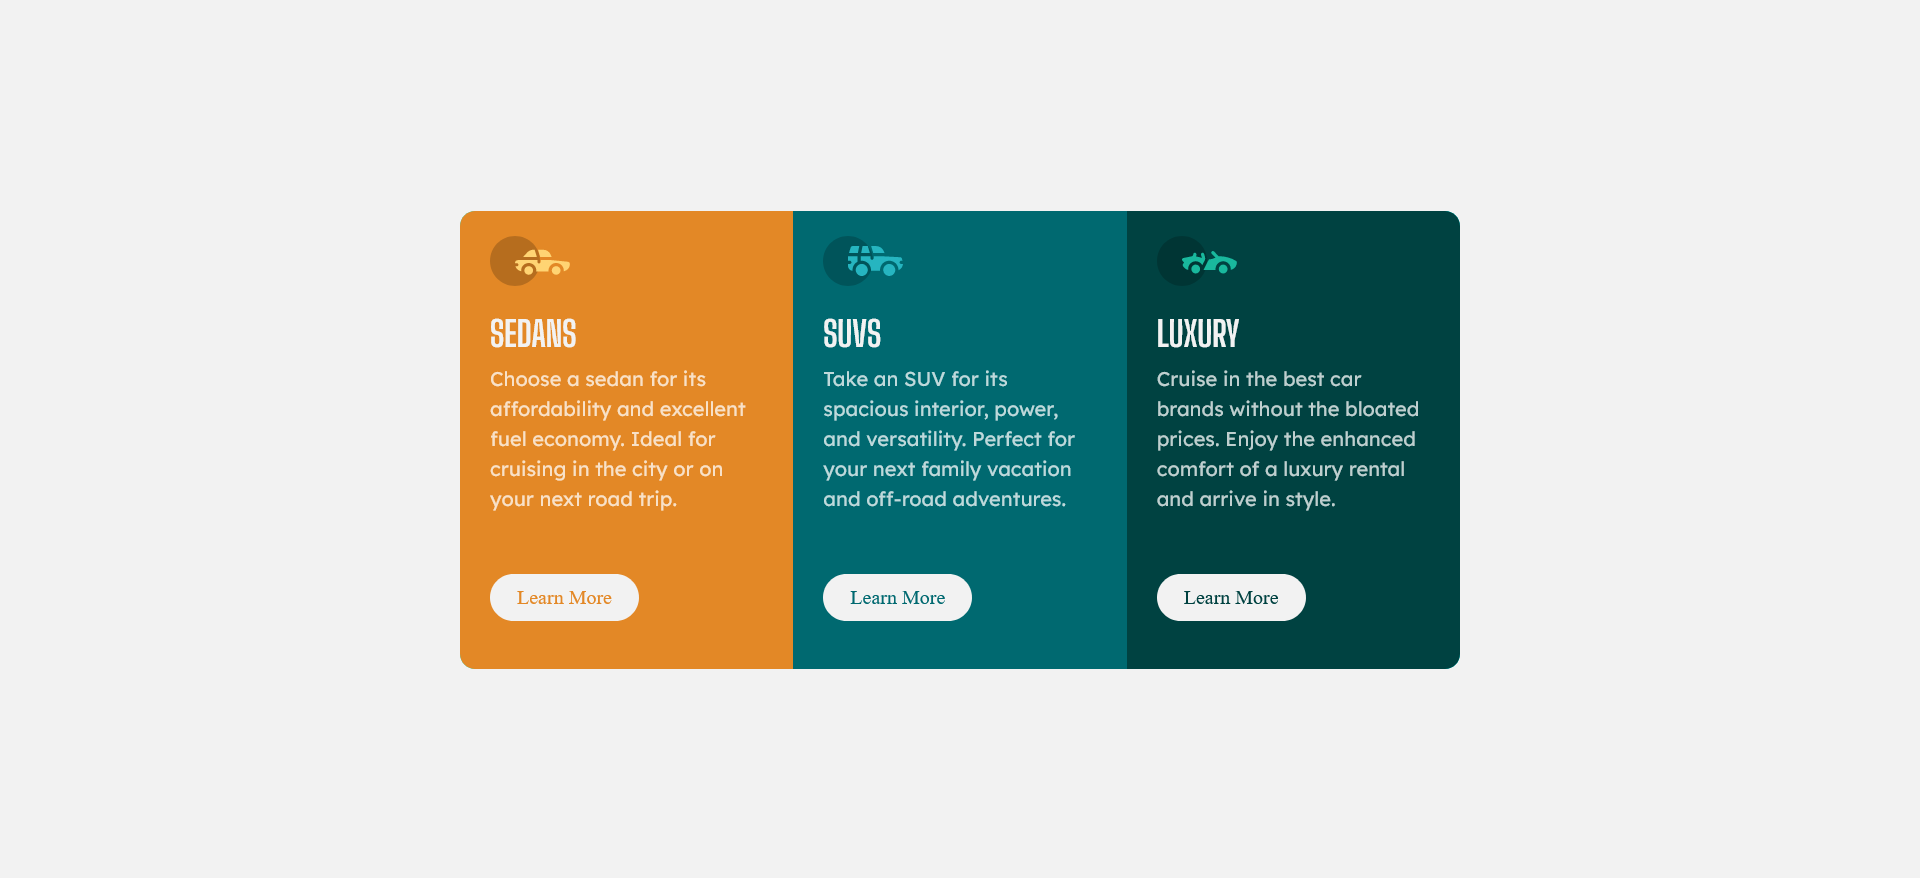 SEDANS
Choose a sedan for its
affordability and excellent
fuel economy. Ideal for
cruising in the city or on
your next road trip.
Learn More
SUVS
Take an SUV for its
spacious interior, power,
and versatility. Perfect for
your next family vacation
and off-road adventures.
Learn More
LUXURY
Cruise in the best car
brands without the bloated
prices. Enjoy the enhanced
comfort of a luxury rental
and arrive in style.
Learn More